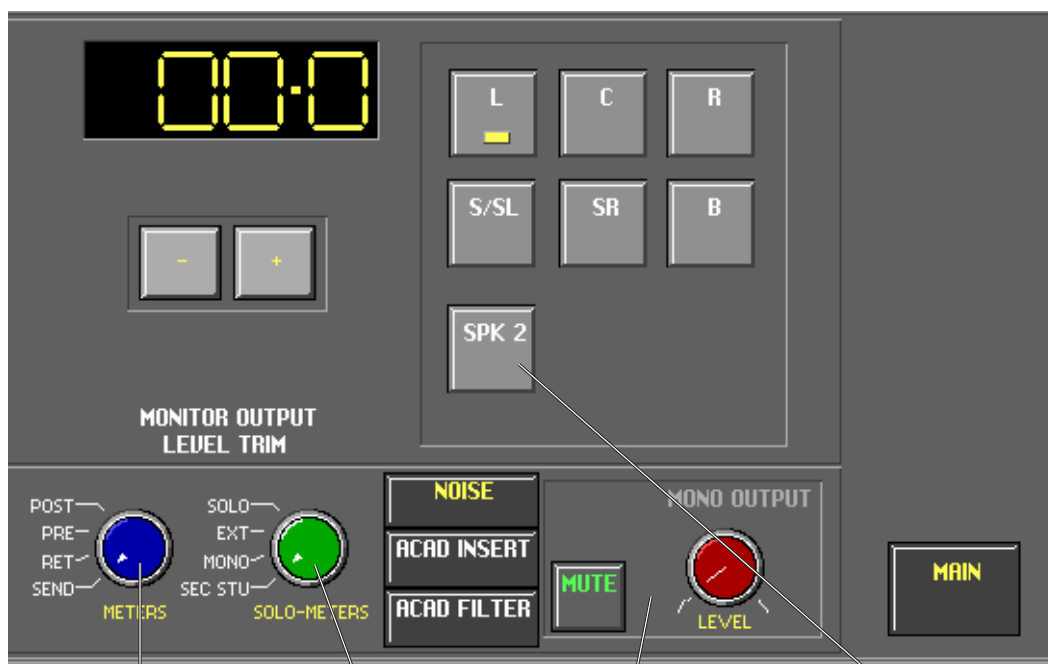 00.0
L
C
R
S/SL
SR
B
-
+
SPK 2
MONITOR OUTPUT
LEVEL TRIM
POST
PRE
RET
SEND
METERS
SOLO
EXT
MONO
SEC STU
SOLO-METERS
NOISE
ACAD INSERT
ACAD FILTER
MONO OUTPUT
MUTE
LEVEL
MAIN